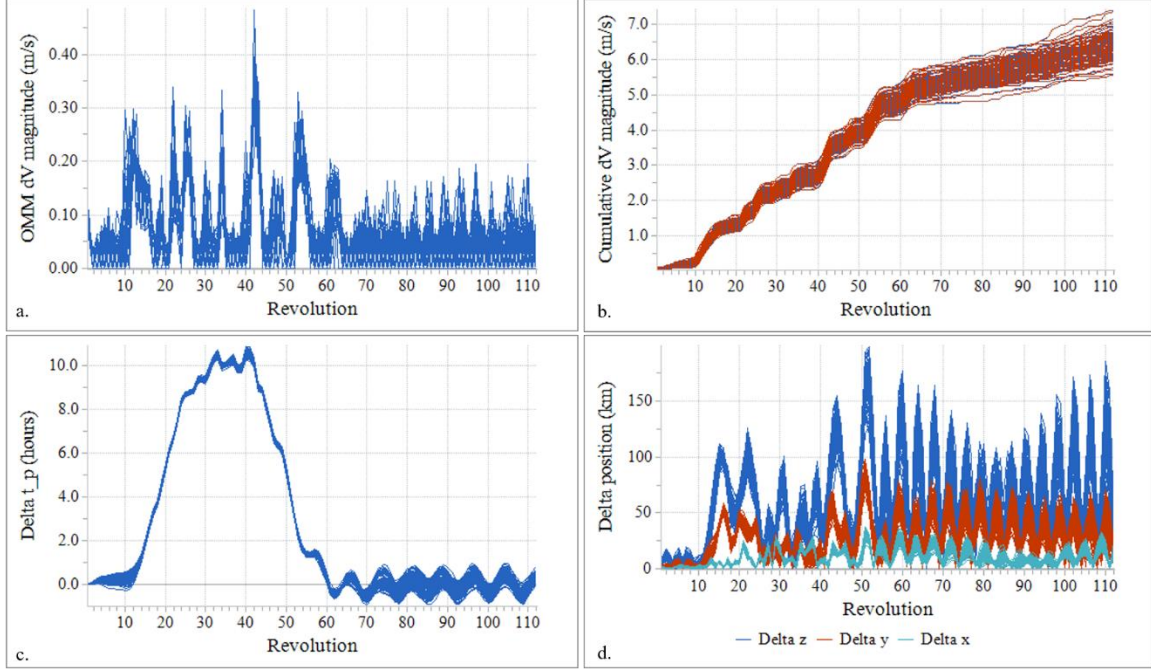 OMM dV magnitude (m/s)
0.40
0.30
0.20
0.10
0.00
10 20 30 40 50 60 70 80 90 100 110
Revolution
a.
Cumulative dV magnitude (m/s)
7.0
6.0
5.0
4.0
3.0
2.0
1.0
10 20 30 40 50 60 70 80 90 100 110
Revolution
b.
Delta t_p (hours)
10.0
8.0
6.0
4.0
2.0
0.0
10 20 30 40 50 60 70 80 90 100 110
Revolution
c.
Delta position (km)
150
100
50
0
10 20 30 40 50 60 70 80 90 100 110
Revolution
Delta z Delta y Delta x
d.